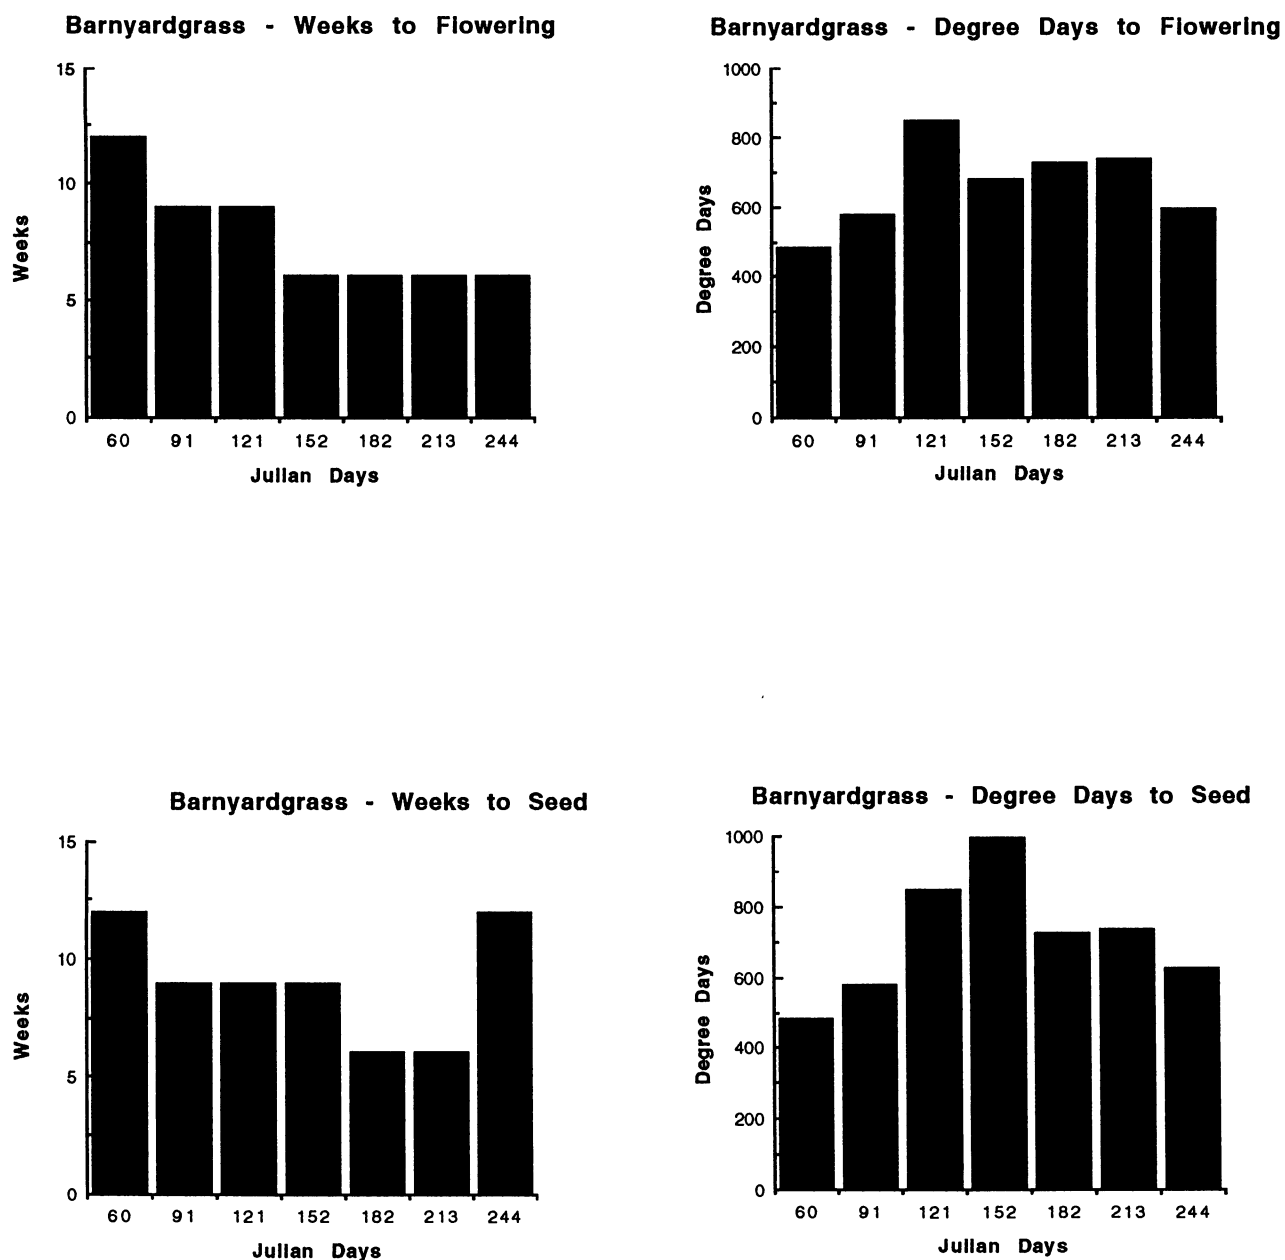 Barnyardgrass - Weeks to Flowering
15
10
5
0
Weeks
60 91 121 152 182 213 244
Julian Days
Barnyardgrass - Degree Days to Flowering
1000
800
600
400
200
0
Degree Days
60 91 121 152 182 213 244
Julian Days
Barnyardgrass - Weeks to Seed
15
10
5
0
Weeks
60 91 121 152 182 213 244
Julian Days
Barnyardgrass - Degree Days to Seed
1000
800
600
400
200
0
Degree Days
60 91 121 152 182 213 244
Julian Days